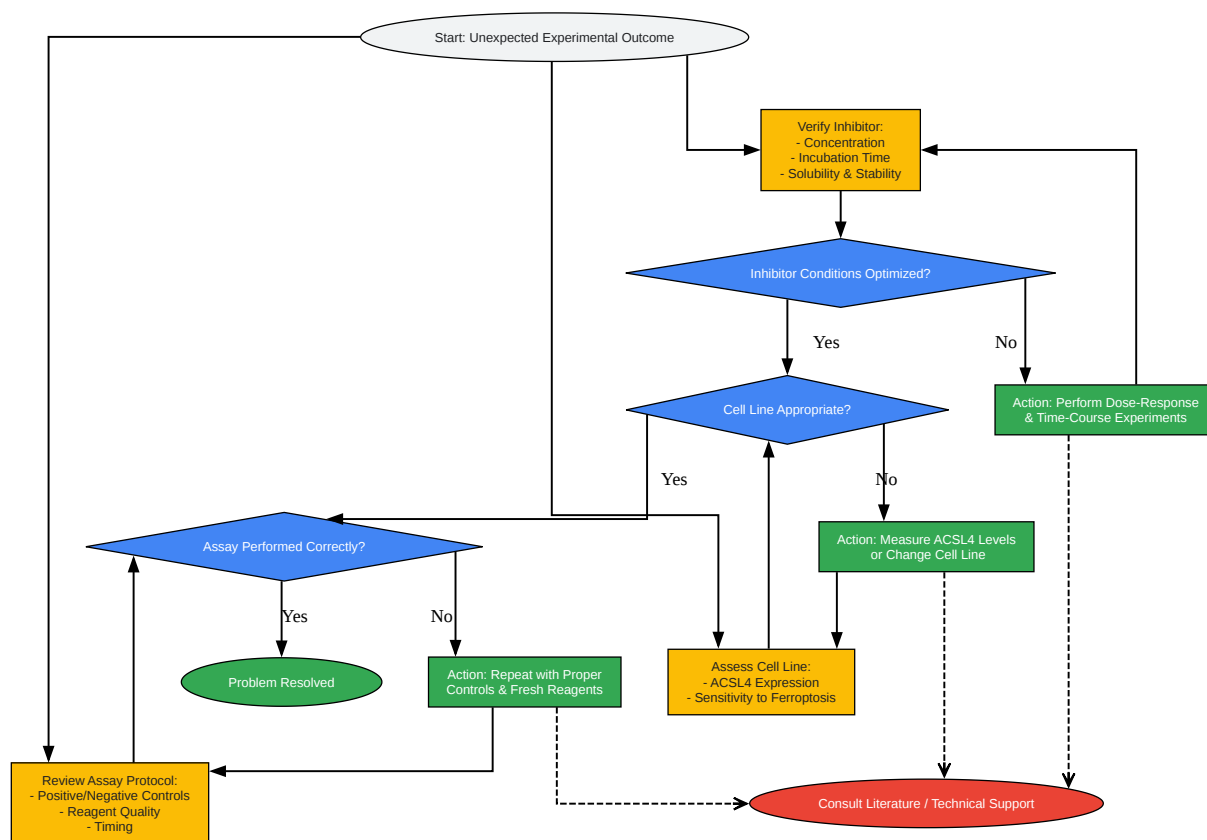 Start: Unexpected Experimental Outcome
Verify Inhibitor:
- Concentration
- Incubation Time
- Solubility & Stability
Inhibitor Conditions Optimized?
Yes
No
Cell Line Appropriate?
Action: Perform Dose-Response
& Time-Course Experiments
Yes
No
Assay Performed Correctly?
Action: Measure ACSL4 Levels
or Change Cell Line
Yes
No
Problem Resolved
Action: Repeat with Proper
Controls & Fresh Reagents
Assess Cell Line:
- ACSL4 Expression
- Sensitivity to Ferroptosis
Review Assay Protocol:
- Positive/Negative Controls
- Reagent Quality
- Timing
Consult Literature / Technical Support